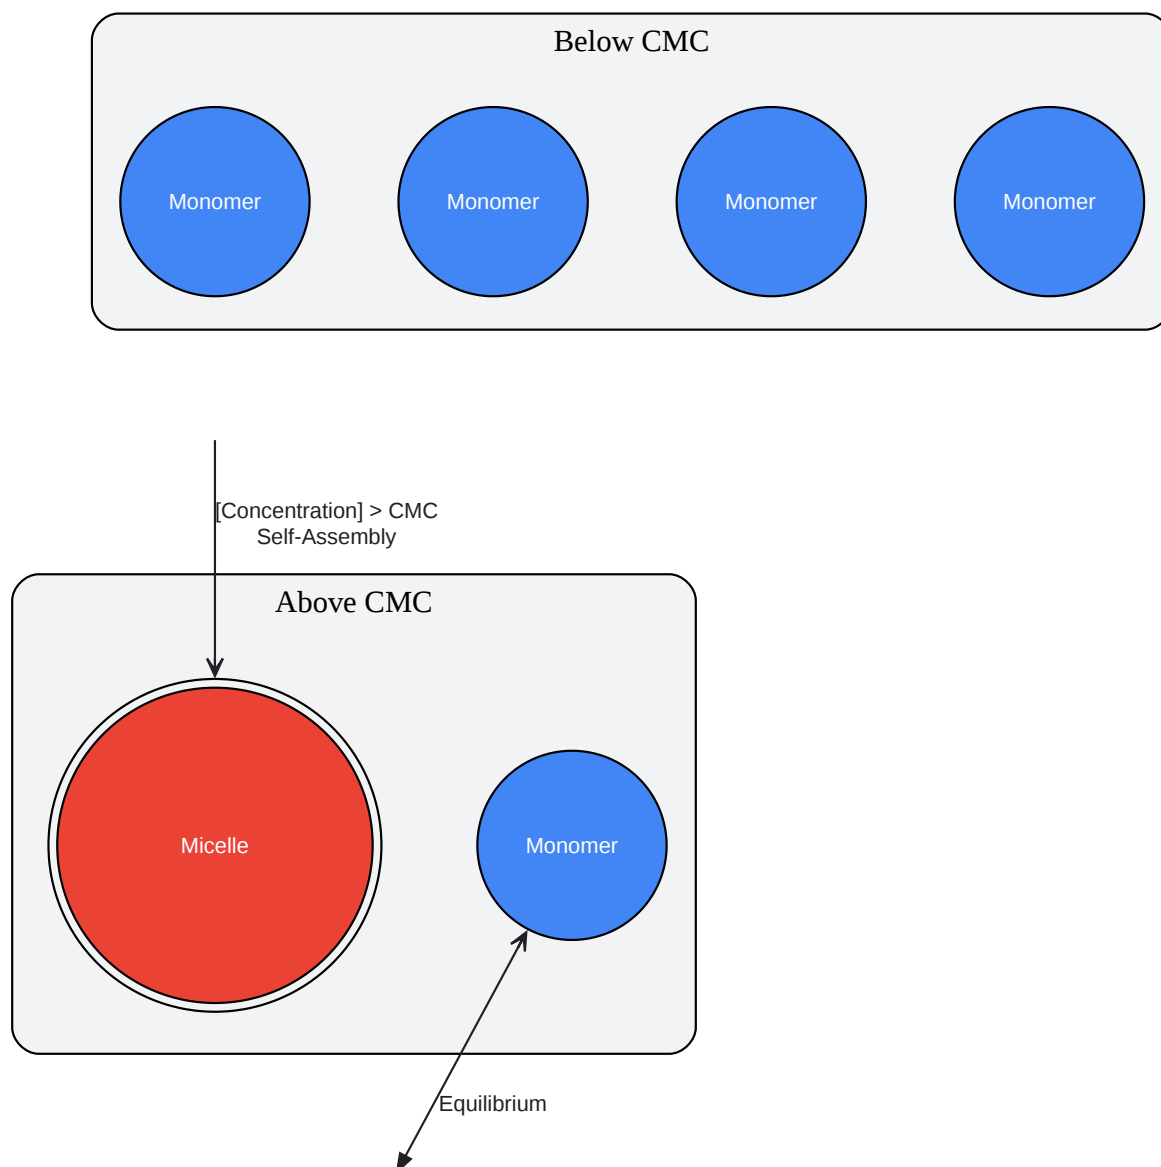 Below CMC
Monomer Monomer Monomer Monomer
[Concentration] > CMC
Self-Assembly
Above CMC
Micelle Monomer
Equilibrium